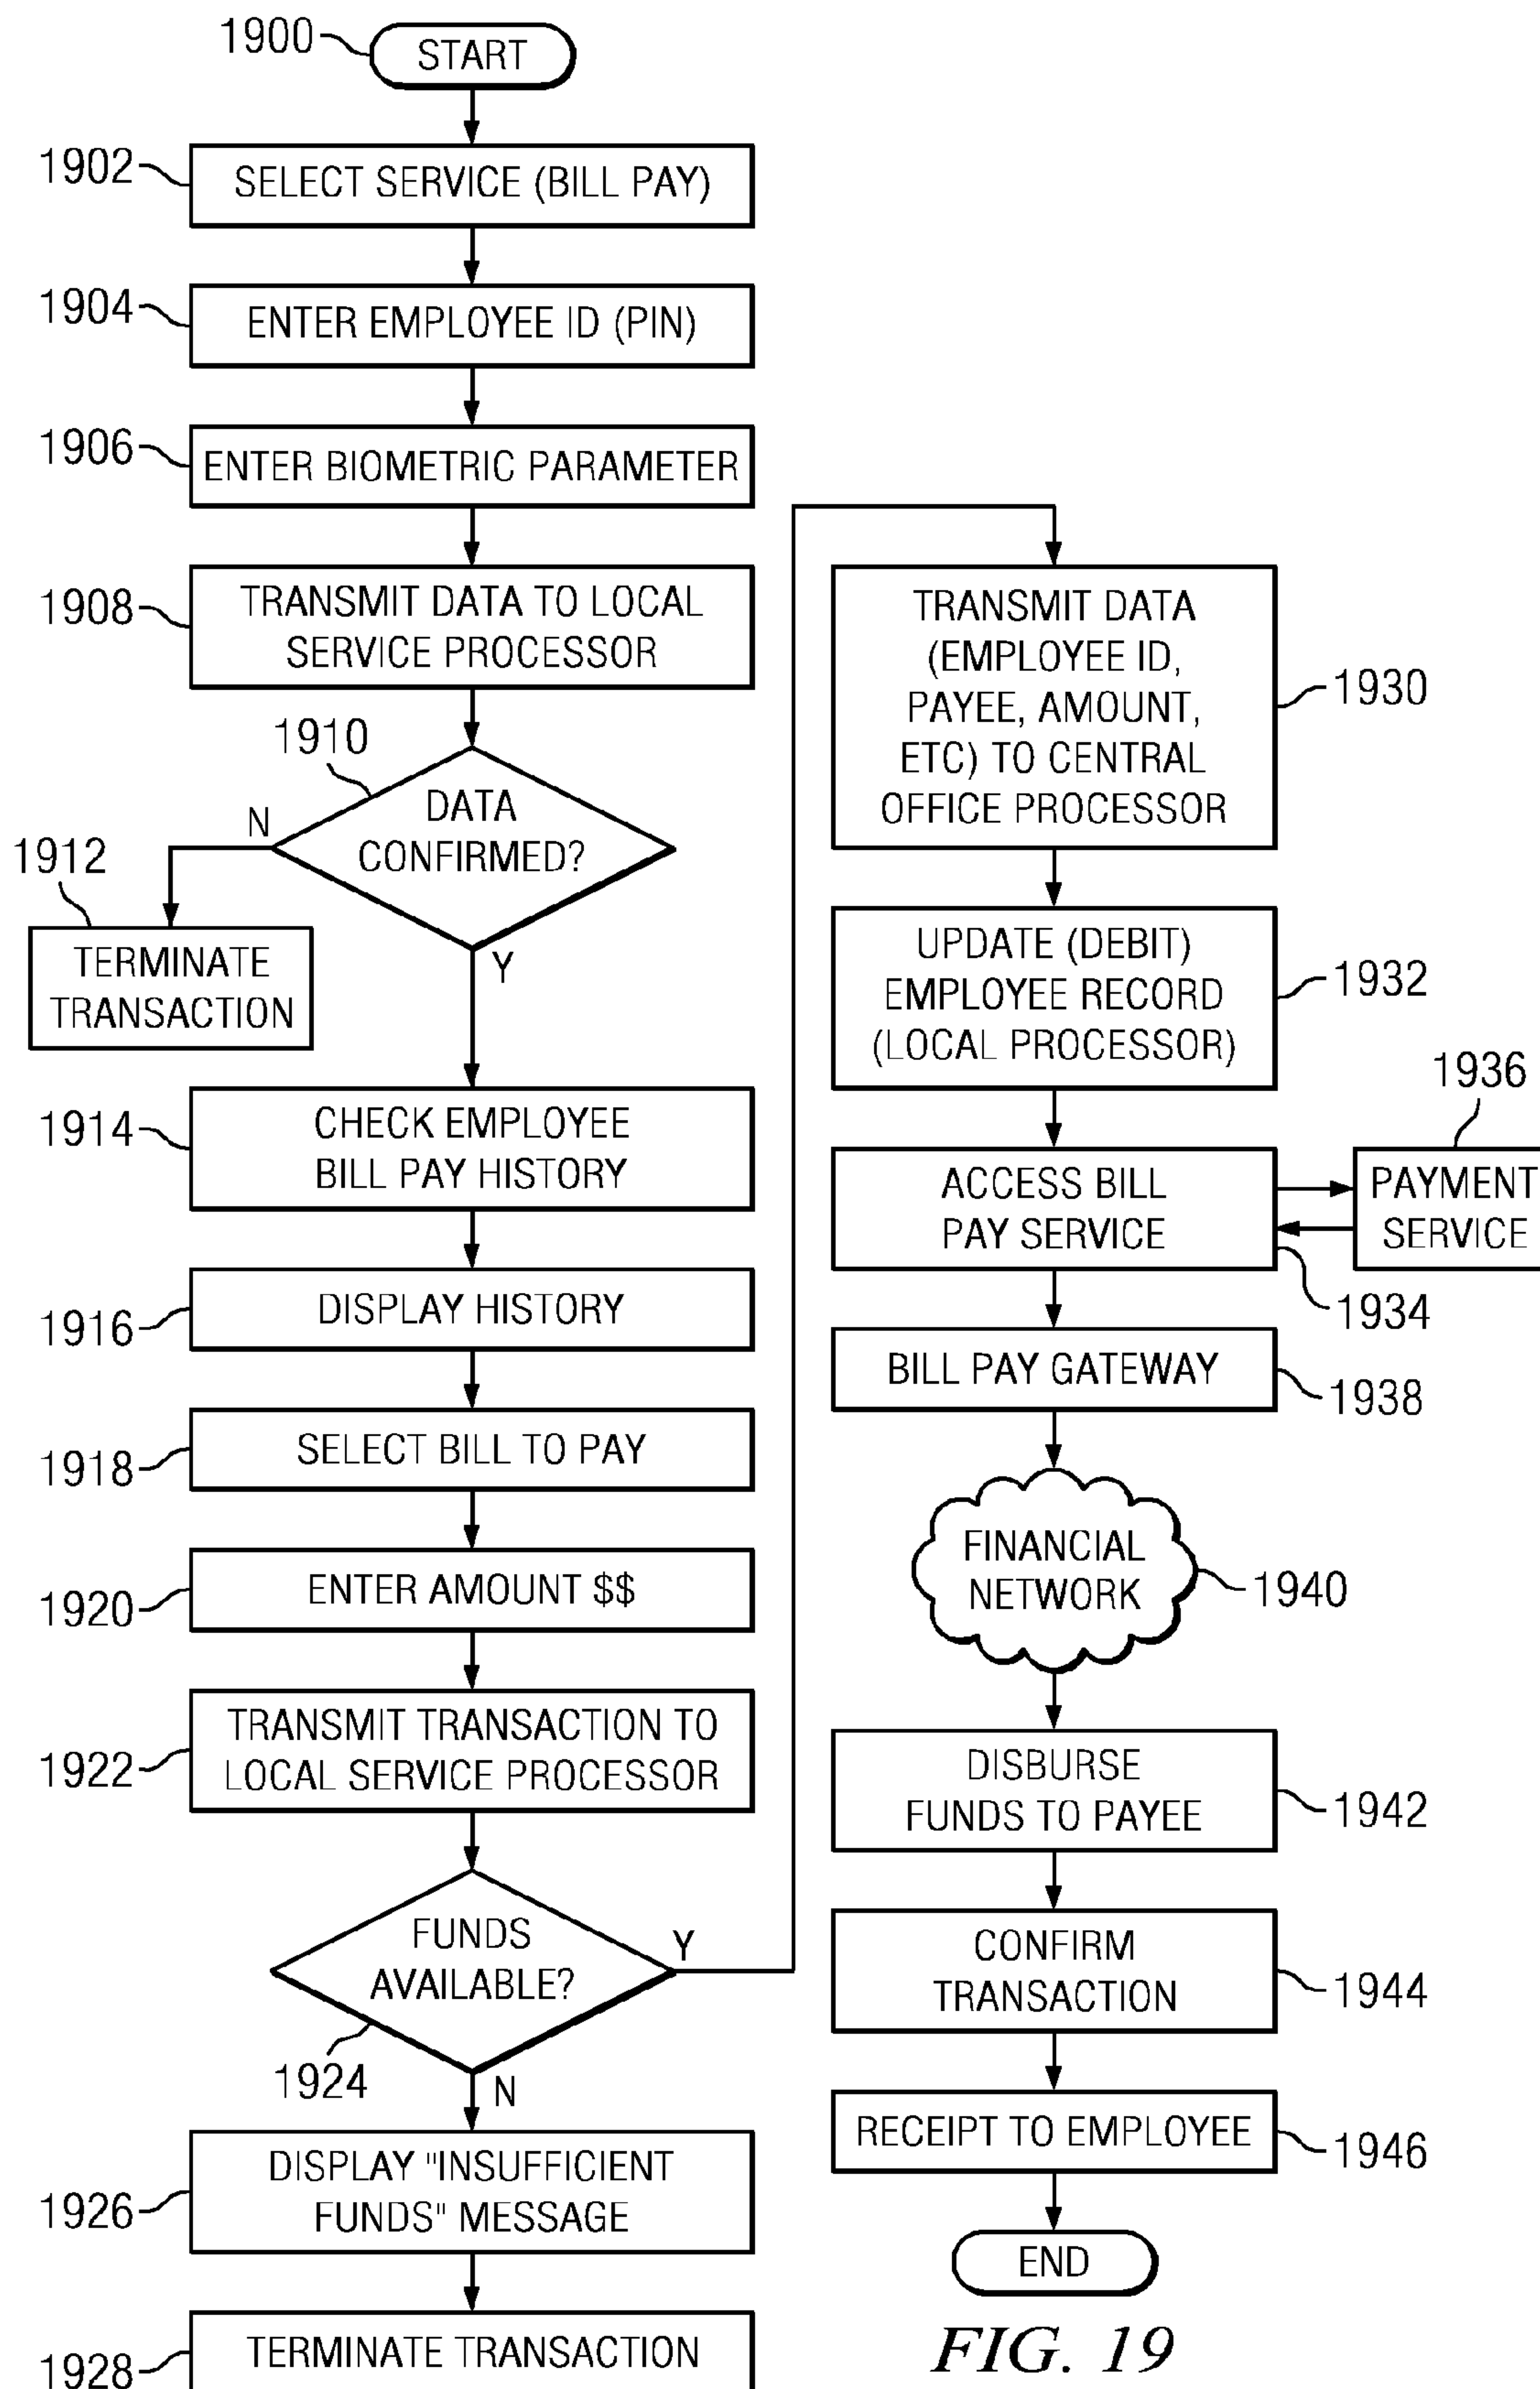 1900
START
1902
SELECT SERVICE (BILL PAY)
1904
ENTER EMPLOYEE ID (PIN)
1906
ENTER BIOMETRIC PARAMETER
1908
TRANSMIT DATA TO LOCAL
SERVICE PROCESSOR
1910
DATA
CONFIRMED?
N
Y
1912
TERMINATE
TRANSACTION
1914
CHECK EMPLOYEE
BILL PAY HISTORY
1916
DISPLAY HISTORY
1918
SELECT BILL TO PAY
1920
ENTER AMOUNT $$
1922
TRANSMIT TRANSACTION TO
LOCAL SERVICE PROCESSOR
FUNDS
AVAILABLE?
Y
1924
N
1926
DISPLAY "INSUFFICIENT
FUNDS" MESSAGE
1928
TERMINATE TRANSACTION
TRANSMIT DATA
(EMPLOYEE ID,
PAYEE, AMOUNT,
ETC) TO CENTRAL
OFFICE PROCESSOR
1930
UPDATE (DEBIT)
EMPLOYEE RECORD
(LOCAL PROCESSOR)
1932
1936
ACCESS BILL
PAY SERVICE
PAYMENT
SERVICE
1934
BILL PAY GATEWAY
1938
FINANCIAL
NETWORK
1940
DISBURSE
FUNDS TO PAYEE
1942
CONFIRM
TRANSACTION
1944
RECEIPT TO EMPLOYEE
1946
END
FIG. 19